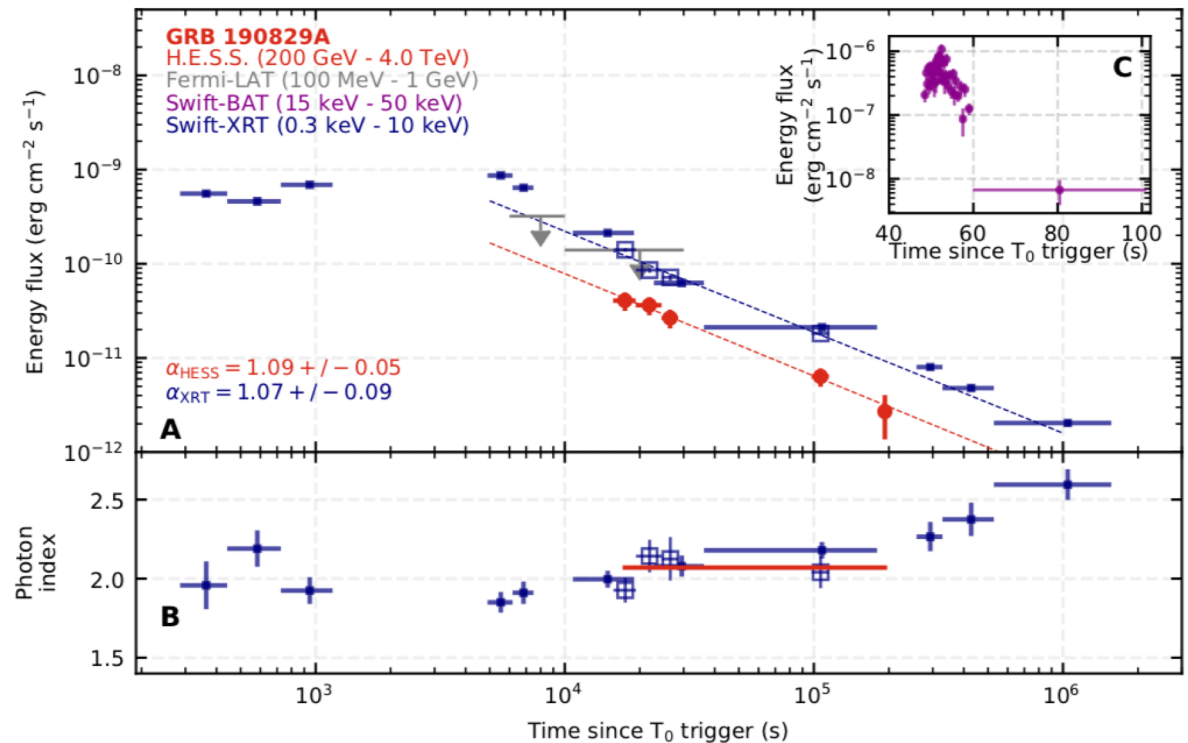 GRB 190829A
H.E.S.S. (200 GeV - 4.0 TeV)
Fermi-LAT (100 MeV - 1 GeV)
Swift-BAT (15 keV - 50 keV)
Swift-XRT (0.3 keV - 10 keV)
Energy flux (erg cm⁻² s⁻¹)
10⁻⁸
10⁻⁹
10⁻¹⁰
10⁻¹¹
10⁻¹²
α_HESS = 1.09 +/− 0.05
α_XRT = 1.07 +/− 0.09
A
C
Energy flux
(erg cm⁻² s⁻¹)
10⁻⁶
10⁻⁷
10⁻⁸
40 60 80 100
Time since T₀ trigger (s)
Photon
index
2.5
2.0
1.5
B
10³ 10⁴ 10⁵ 10⁶
Time since T₀ trigger (s)